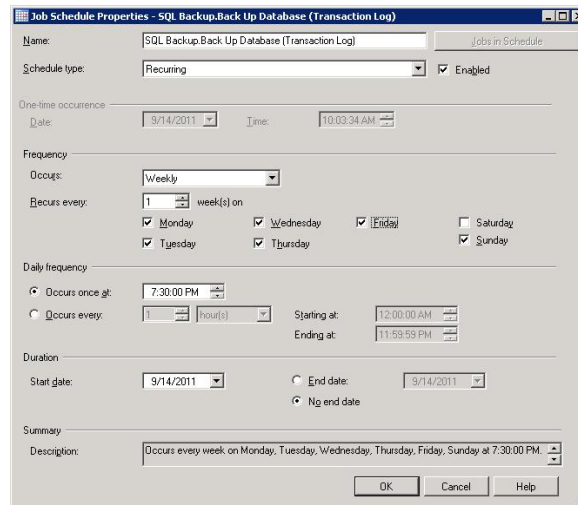 Job Schedule Properties - SQL Backup.Back Up Database (Transaction Log)
Name: SQL Backup.Back Up Database (Transaction Log) Jobs in Schedule
Schedule type: Recurring Enabled
One-time occurrence
Date: 9/14/2011 Time: 10:03:34 AM
Frequency
Occurs: Weekly
Recurs every: 1 week(s) on
Monday Wednesday Friday Saturday
Tuesday Thursday Sunday
Daily frequency
Occurs once at: 7:30:00 PM
Occurs every: 1 hour(s) Starting at: 12:00:00 AM
Ending at: 11:59:59 PM
Duration
Start date: 9/14/2011 End date: 9/14/2011
No end date
Summary
Description: Occurs every week on Monday, Tuesday, Wednesday, Thursday, Friday, Sunday at 7:30:00 PM.
OK Cancel Help